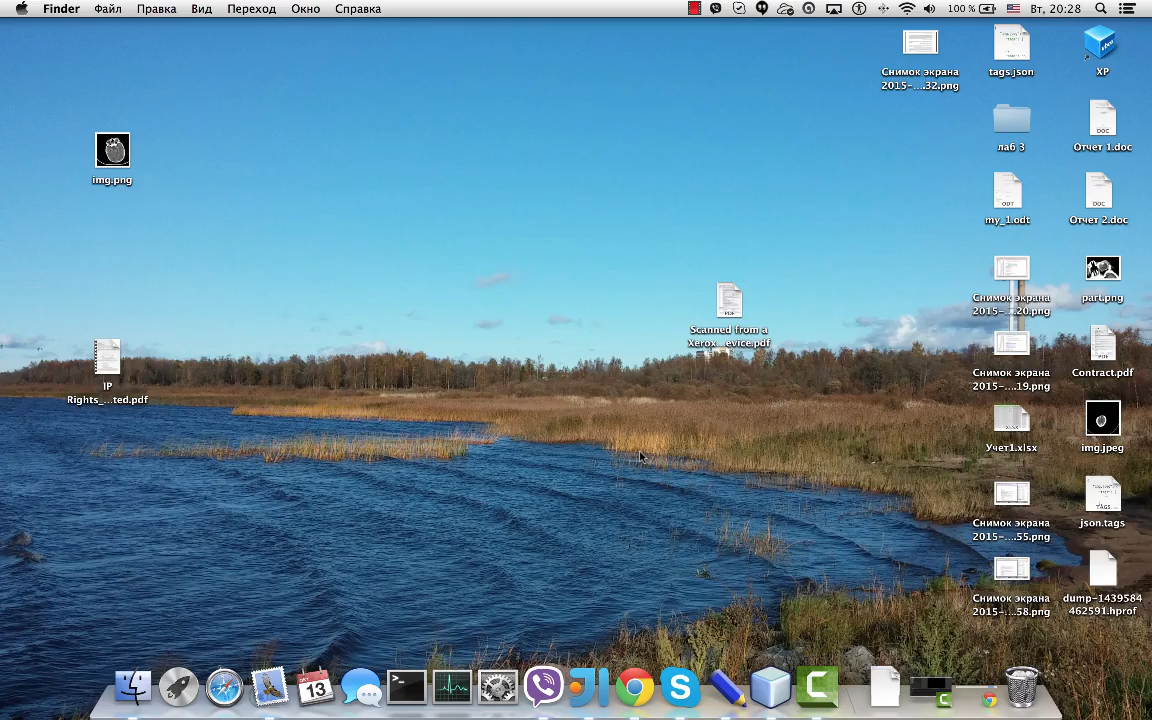 Finder Файл Правка Вид Переход Окно Справка 100 % Вт, 20:28
Снимок экрана
2015-....32.png
tags.json
XP
img.png
лаб 3
Отчет 1.doc
my_1.odt
Отчет 2.doc
Снимок экрана
2015-....20.png
part.png
Scanned from a
Xerox...evice.pdf
IP
Rights_...ted.pdf
Снимок экрана
2015-....19.png
Contract.pdf
Учет1.xlsx
img.jpeg
Снимок экрана
2015-....55.png
json.tags
Снимок экрана
2015-....58.png
dump-1439584
462591.hprof
13